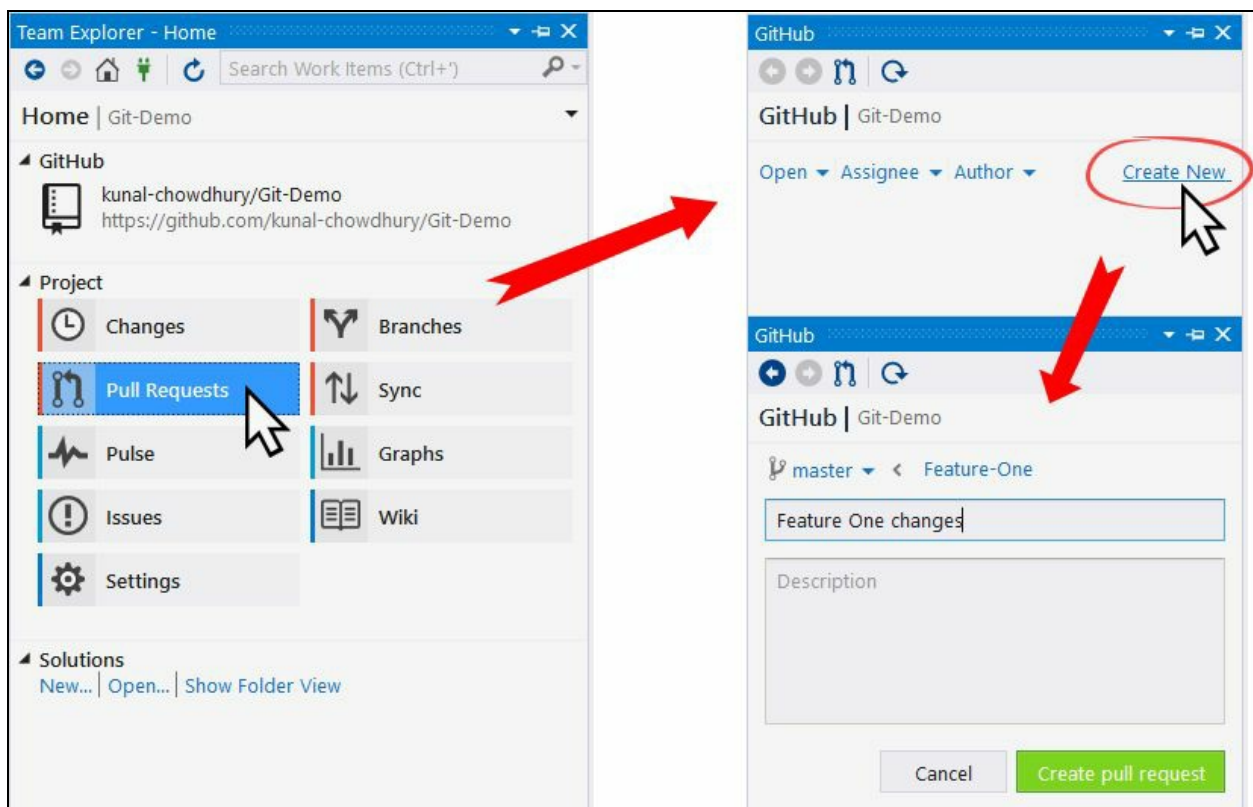 Team Explorer - Home
Search Work Items (Ctrl+')
Home | Git-Demo
GitHub
kunal-chowdhury/Git-Demo
https://github.com/kunal-chowdhury/Git-Demo
Project
Changes
Branches
Pull Requests
Sync
Pulse
Graphs
Issues
Wiki
Settings
Solutions
New... | Open... | Show Folder View
GitHub
GitHub | Git-Demo
Open Assignee Author Create New
GitHub
GitHub | Git-Demo
master < Feature-One
Feature One changes
Description
Cancel Create pull request